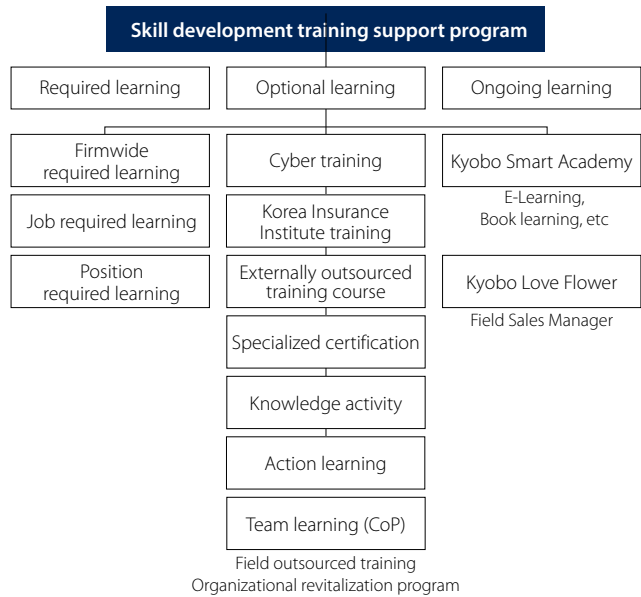 Skill development training support program
Required learning
Optional learning
Ongoing learning
Firmwide
required learning
Job required learning
Position
required learning
Cyber training
Korea Insurance
Institute training
Externally outsourced
training course
Specialized certification
Knowledge activity
Action learning
Team learning (CoP)
Field outsourced training
Organizational revitalization program
Kyobo Smart Academy
E-Learning,
Book learning, etc
Kyobo Love Flower
Field Sales Manager